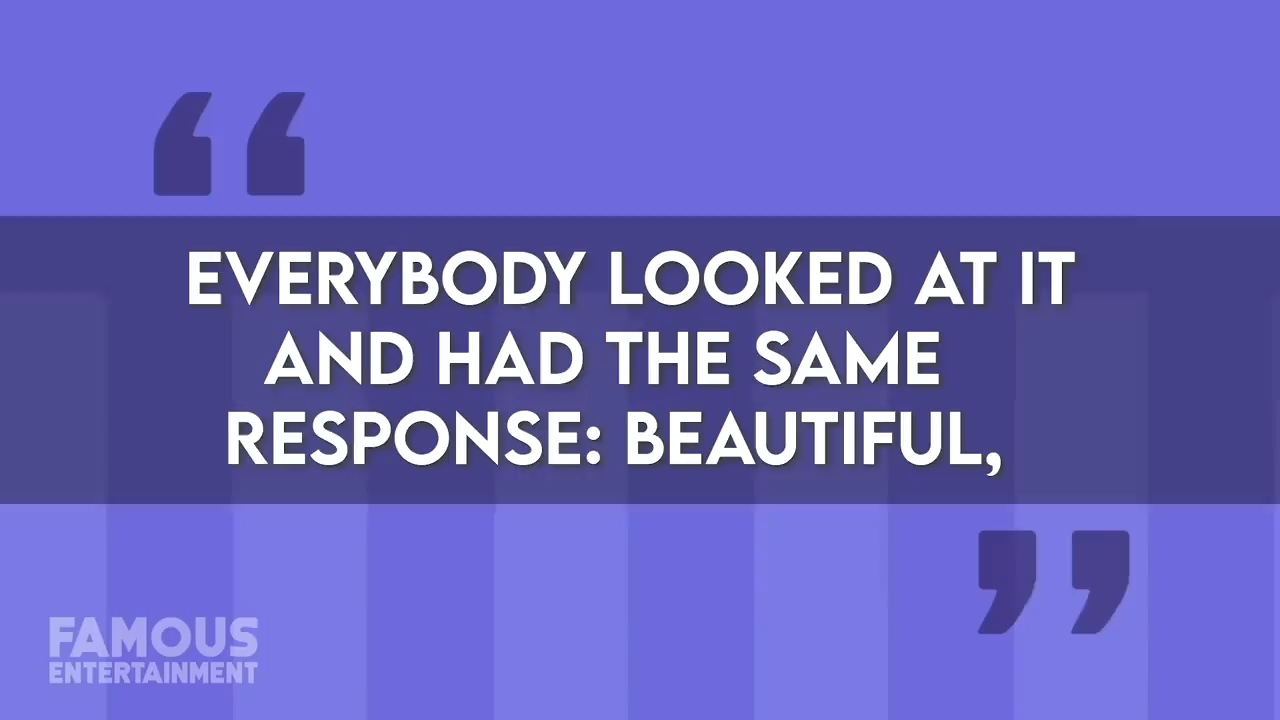 “
EVERYBODY LOOKED AT IT
AND HAD THE SAME
RESPONSE: BEAUTIFUL,
”
FAMOUS
ENTERTAINMENT